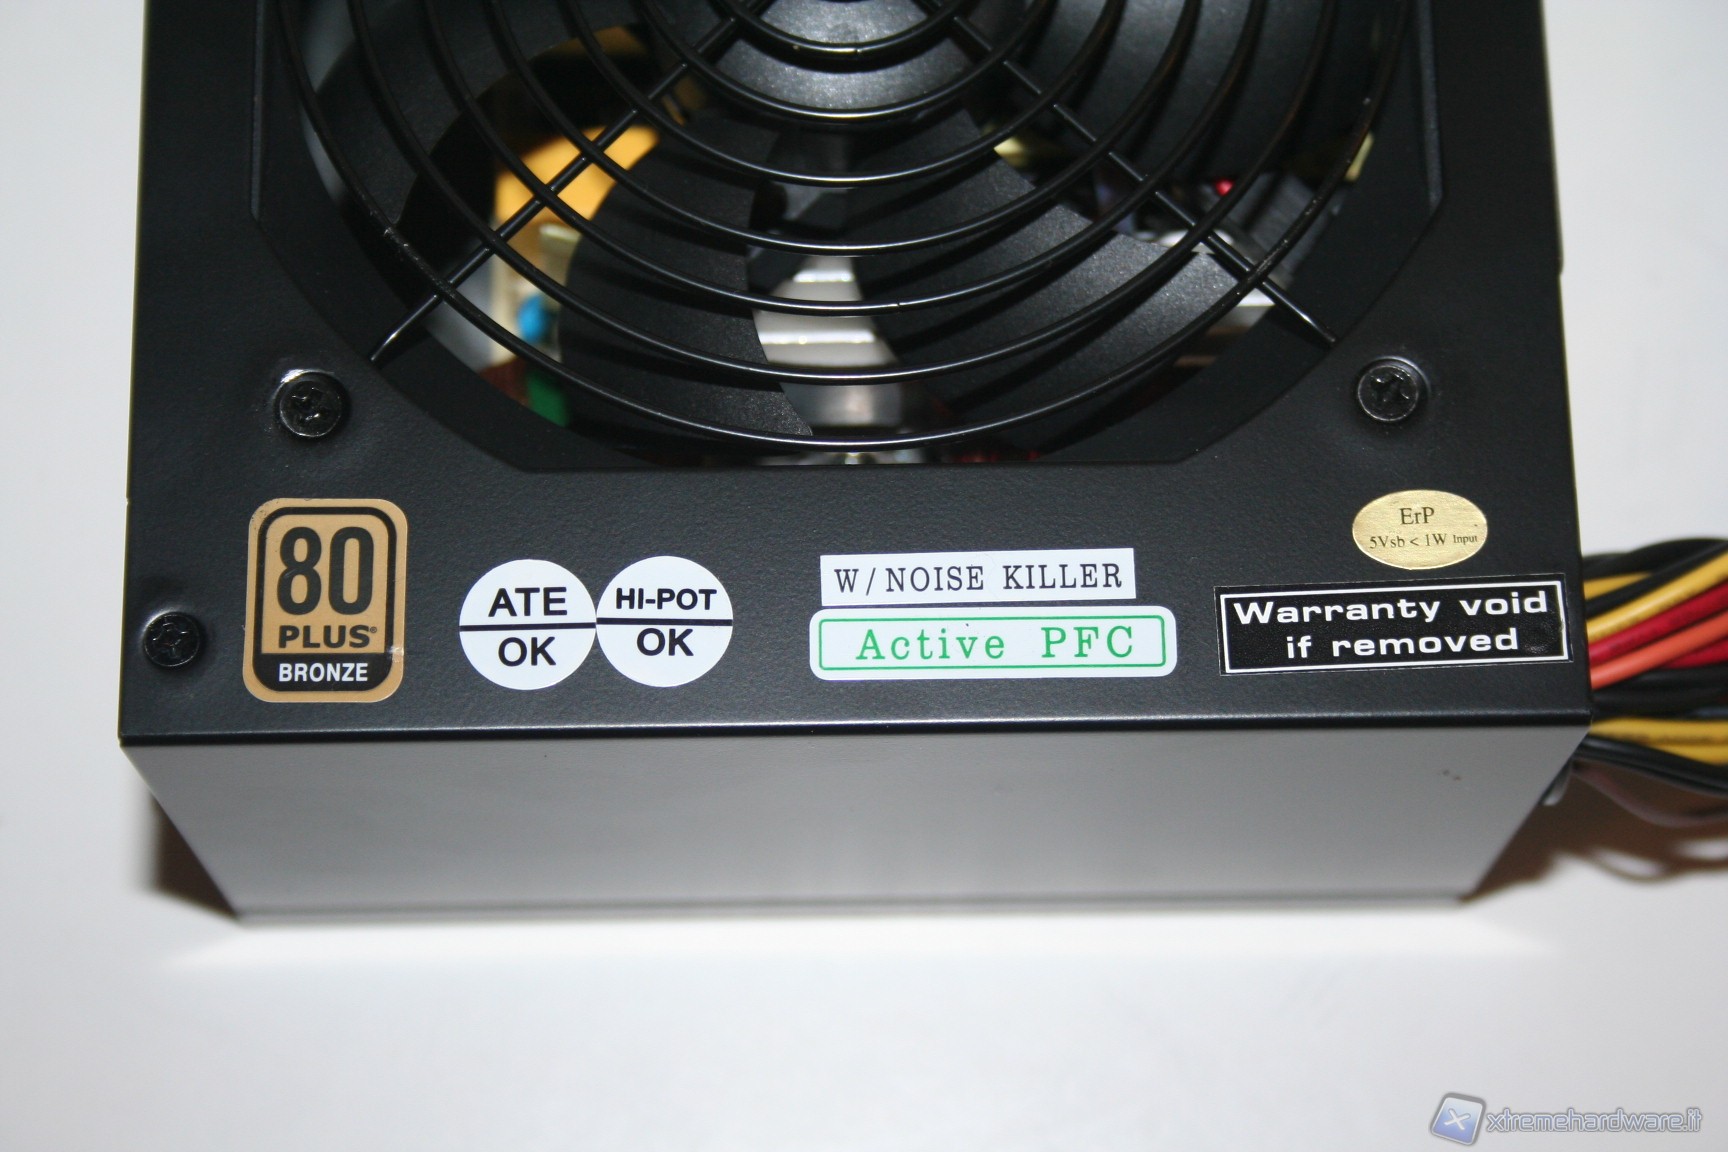 80
PLUS®
BRONZE
ATE
OK
HI-POT
OK
W/NOISE KILLER
Active PFC
ErP
5Vsb < 1W Input
Warranty void
if removed
xtremehardware.it